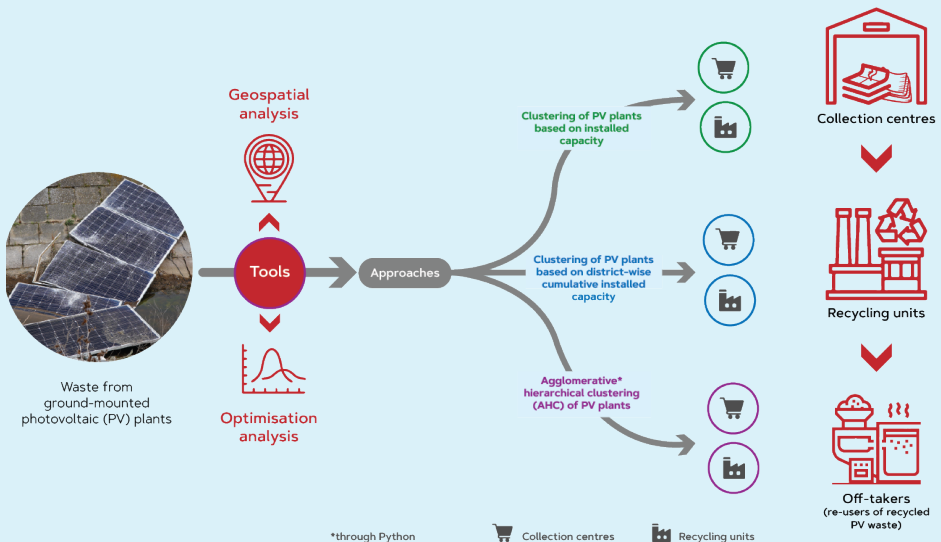 Geospatial
analysis
Tools
Optimisation
analysis
Waste from
ground-mounted
photovoltaic (PV) plants
Approaches
Clustering of PV plants
based on installed
capacity
Clustering of PV plants
based on district-wise
cumulative installed
capacity
Agglomerative*
hierarchical clustering
(AHC) of PV plants
Collection centres
Recycling units
Off-takers
(re-users of recycled
PV waste)
*through Python
Collection centres
Recycling units